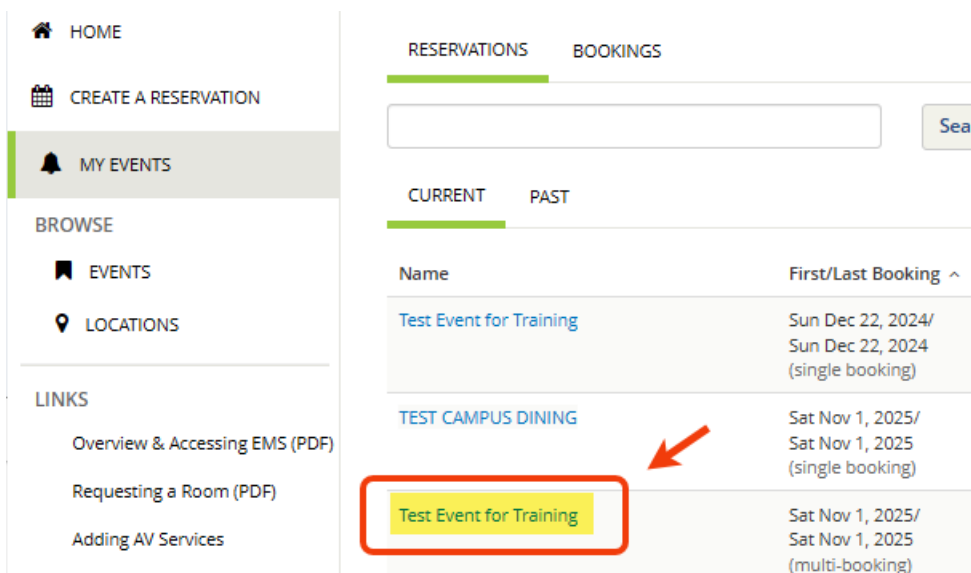 HOME
CREATE A RESERVATION
MY EVENTS
BROWSE
EVENTS
LOCATIONS
LINKS
Overview & Accessing EMS (PDF)
Requesting a Room (PDF)
Adding AV Services
RESERVATIONS BOOKINGS
CURRENT PAST
Name First/Last Booking
Test Event for Training Sun Dec 22, 2024/
Sun Dec 22, 2024
(single booking)
TEST CAMPUS DINING Sat Nov 1, 2025/
Sat Nov 1, 2025
(single booking)
Test Event for Training Sat Nov 1, 2025/
Sat Nov 1, 2025
(multi-booking)